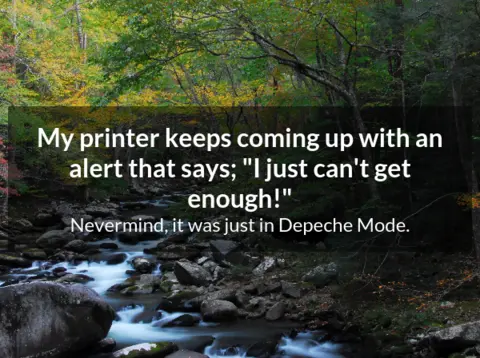 My printer keeps coming up with an
alert that says; "I just can't get
enough!"
Nevermind, it was just in Depeche Mode.